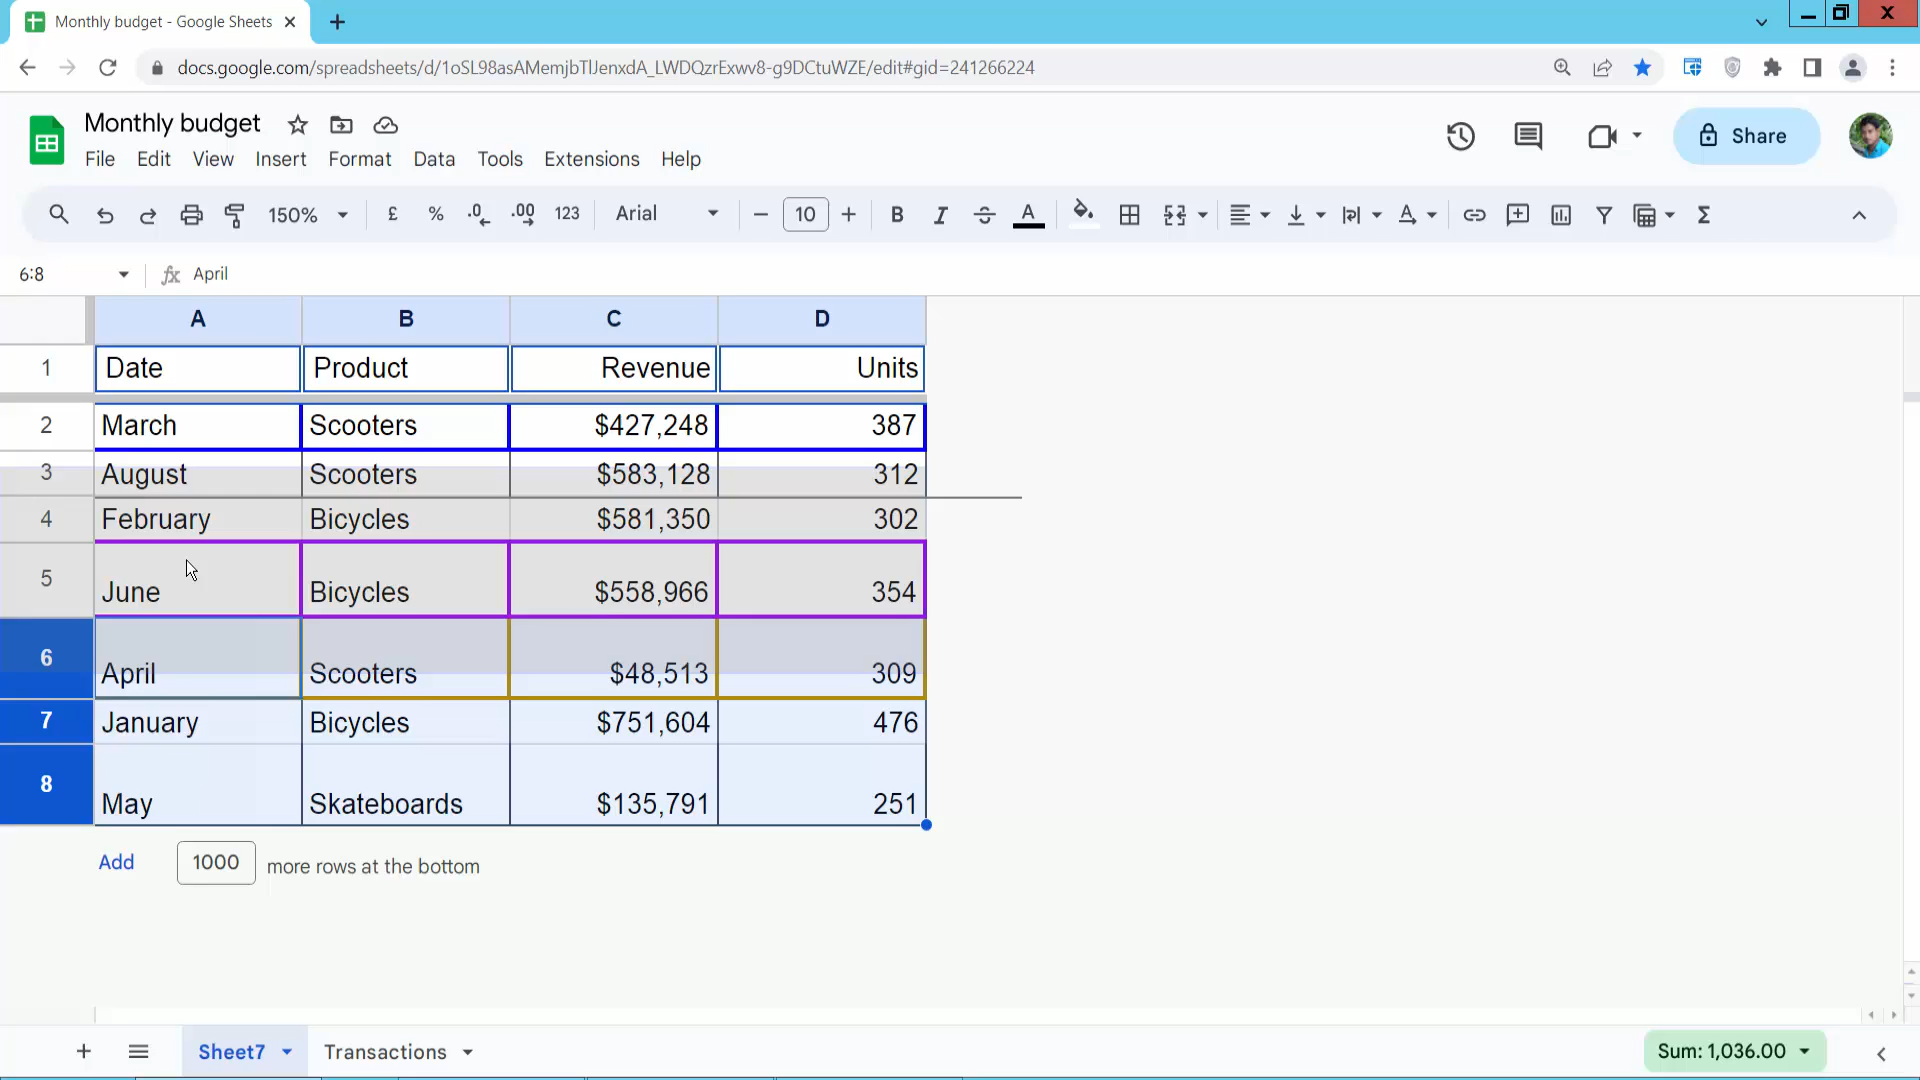 Monthly budget - Google Sheets
docs.google.com/spreadsheets/d/1oSL98asAMemjbTlJenxdA_LWDQzrExwv8-g9DCtuWZE/edit#gid=241266224
Monthly budget
Share
File Edit View Insert Format Data Tools Extensions Help
150% £ % .0 .00 123 Arial 10 B I S A A Σ
6:8 fx April
A B C D
1 Date Product Revenue Units
2 March Scooters $427,248 387
3 August Scooters $583,128 312
4 February Bicycles $581,350 302
5 June Bicycles $558,966 354
6 April Scooters $48,513 309
7 January Bicycles $751,604 476
8 May Skateboards $135,791 251
Add 1000 more rows at the bottom
Sheet7 Transactions Sum: 1,036.00